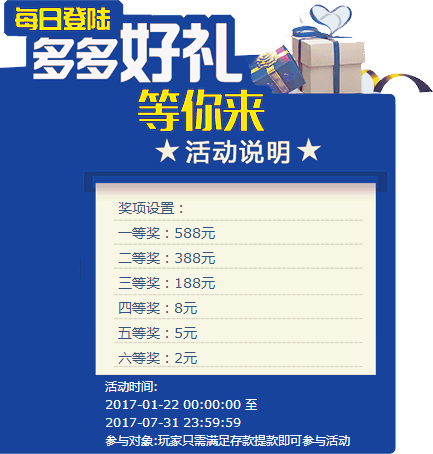 每日登陆
多多好礼
等你来
★ 活动说明 ★
奖项设置：
一等奖：588元
二等奖：388元
三等奖：188元
四等奖：8元
五等奖：5元
六等奖：2元
活动时间:
2017-01-22 00:00:00 至
2017-07-31 23:59:59
参与对象:玩家只需满足存款提款即可参与活动